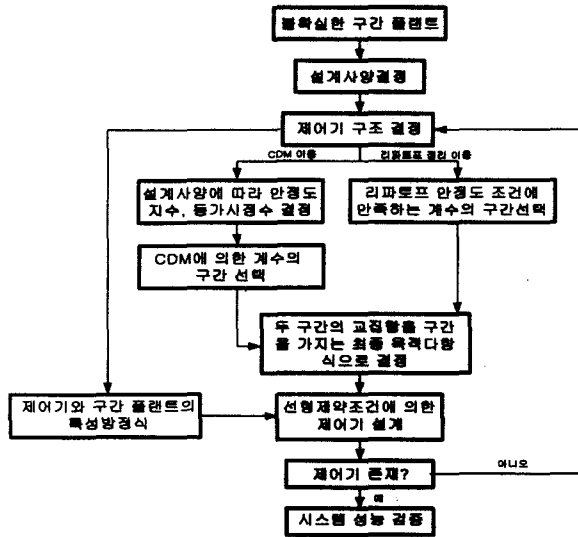 불확실한 구간 플랜트
설계사양결정
제어기 구조 결정
CDM 이용
리파토프 정리 이용
설계사양에 따라 안정도
지수, 등가시정수 결정
리파토프 안정도 조건에
만족하는 계수의 구간선택
CDM에 의한 계수의
구간 선택
두 구간의 교집합을 구간
을 가지는 최종 목적다항
식으로 결정
제어기와 구간 플랜트의
특성방정식
선형제약조건에 의한
제어기 설계
제어기 존재?
아니오
예
시스템 성능 검증